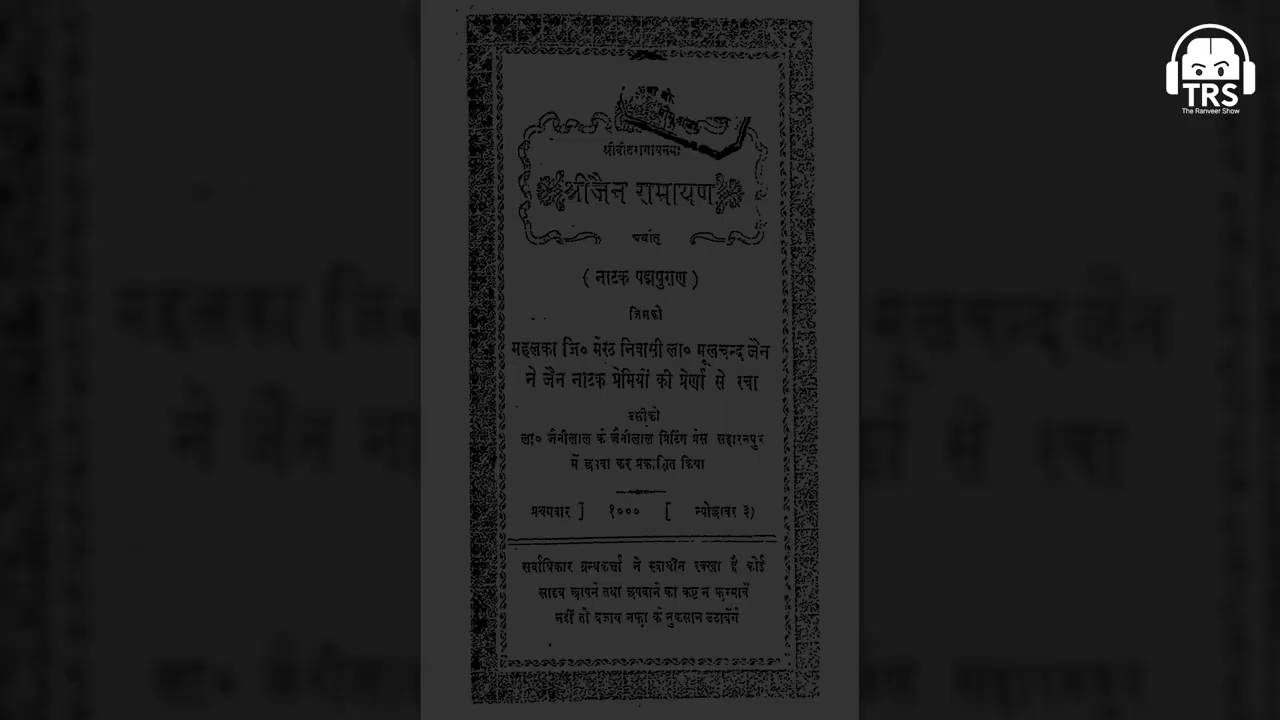 TRS
The Ranveer Show
श्रीवीतरागायनमः
श्रीजैन रामायण
अर्थात्
( नाटक पद्मपुराण )
जिसको
महलका जि० मेरठ निवासी ला० मूलचन्द जैन
ने जैन नाटक प्रेमियों की प्रेर्णा से रचा
उसीको
ला० जैनीलाल के जैनीलाल प्रिटिंग प्रेस सहारनपुर
में छपवा कर प्रकाशित किया
प्रथमवार ] १००० [ न्योछावर ३)
सर्वाधिकार ग्रन्थकर्त्ता ने स्वाधीन रक्खा है कोई
साहब छापने तथा छपवाने का कष्ट न फरमावें
नहीं तो बजाय नफ़ा के नुकसान उठायेंगे